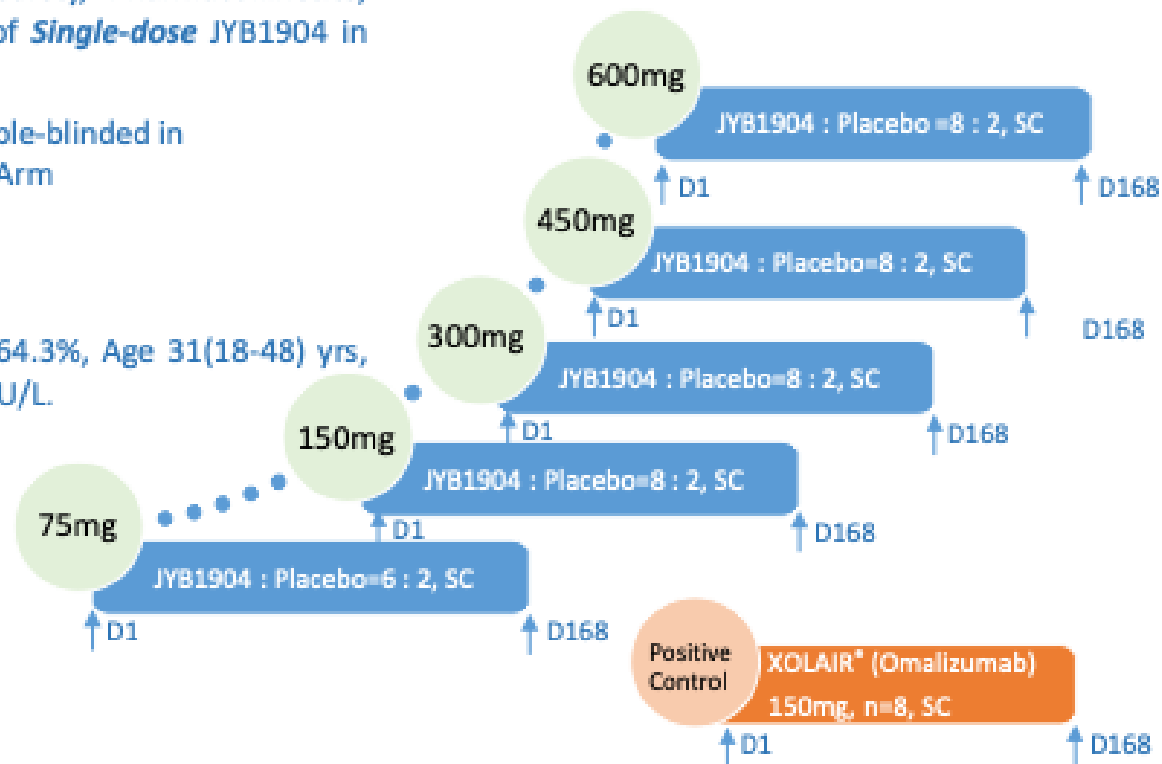 of Single-dose JYB1904 in
ble-blinded in
Arm
64.3%, Age 31(18-48) yrs,
U/L.
600mg
JYB1904 : Placebo=8 : 2, SC
D1
D168
450mg
JYB1904 : Placebo=8 : 2, SC
D1
D168
300mg
JYB1904 : Placebo=8 : 2, SC
D1
D168
150mg
JYB1904 : Placebo=8 : 2, SC
D1
D168
75mg
JYB1904 : Placebo=6 : 2, SC
D1
D168
Positive
Control
XOLAIR® (Omalizumab)
150mg, n=8, SC
D1
D168